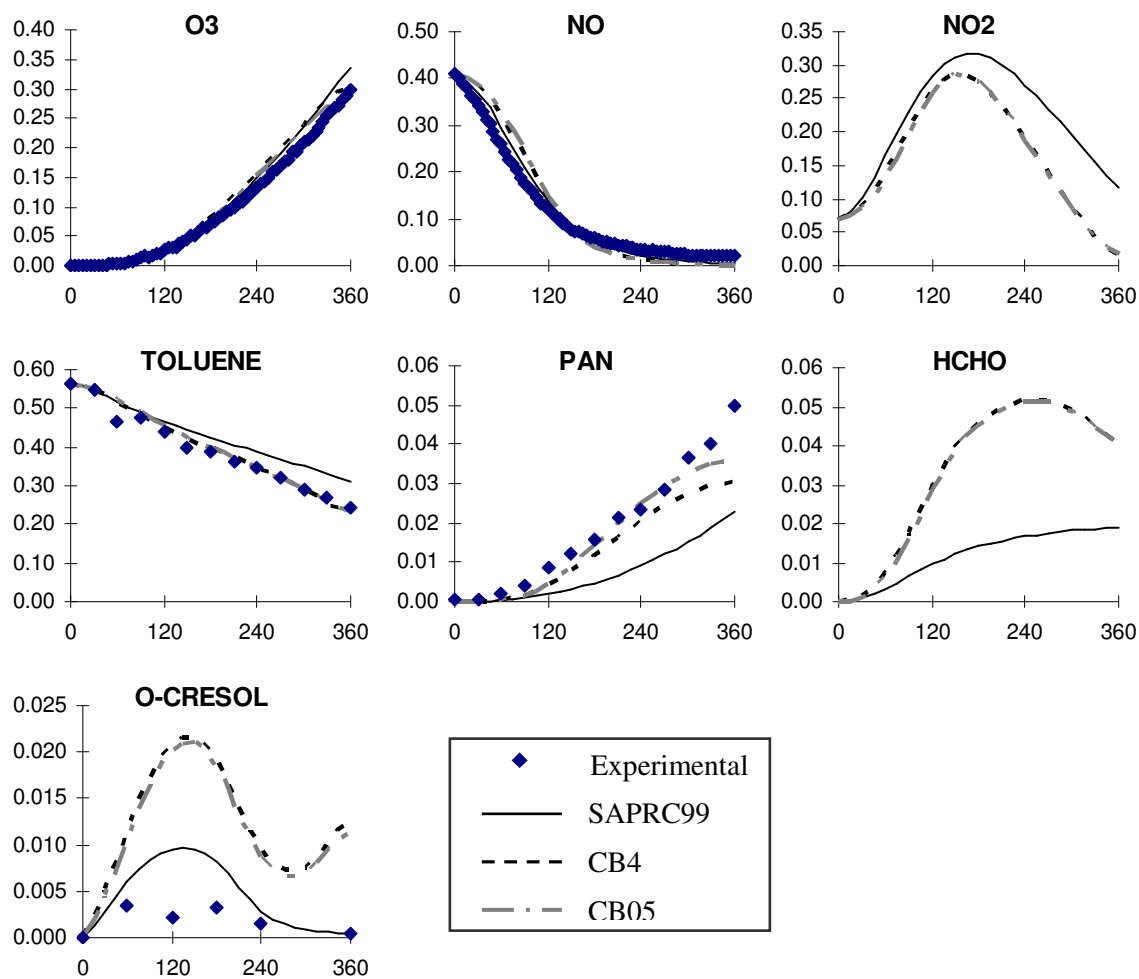 O3
0.40
0.35
0.30
0.25
0.20
0.15
0.10
0.05
0.00
0 120 240 360
NO
0.50
0.40
0.30
0.20
0.10
0.00
0 120 240 360
NO2
0.35
0.30
0.25
0.20
0.15
0.10
0.05
0.00
0 120 240 360
TOLUENE
0.60
0.50
0.40
0.30
0.20
0.10
0.00
0 120 240 360
PAN
0.06
0.05
0.04
0.03
0.02
0.01
0.00
0 120 240 360
HCHO
0.06
0.05
0.04
0.03
0.02
0.01
0.00
0 120 240 360
O-CRESOL
0.025
0.020
0.015
0.010
0.005
0.000
0 120 240 360
Experimental
SAPRC99
CB4
CB05